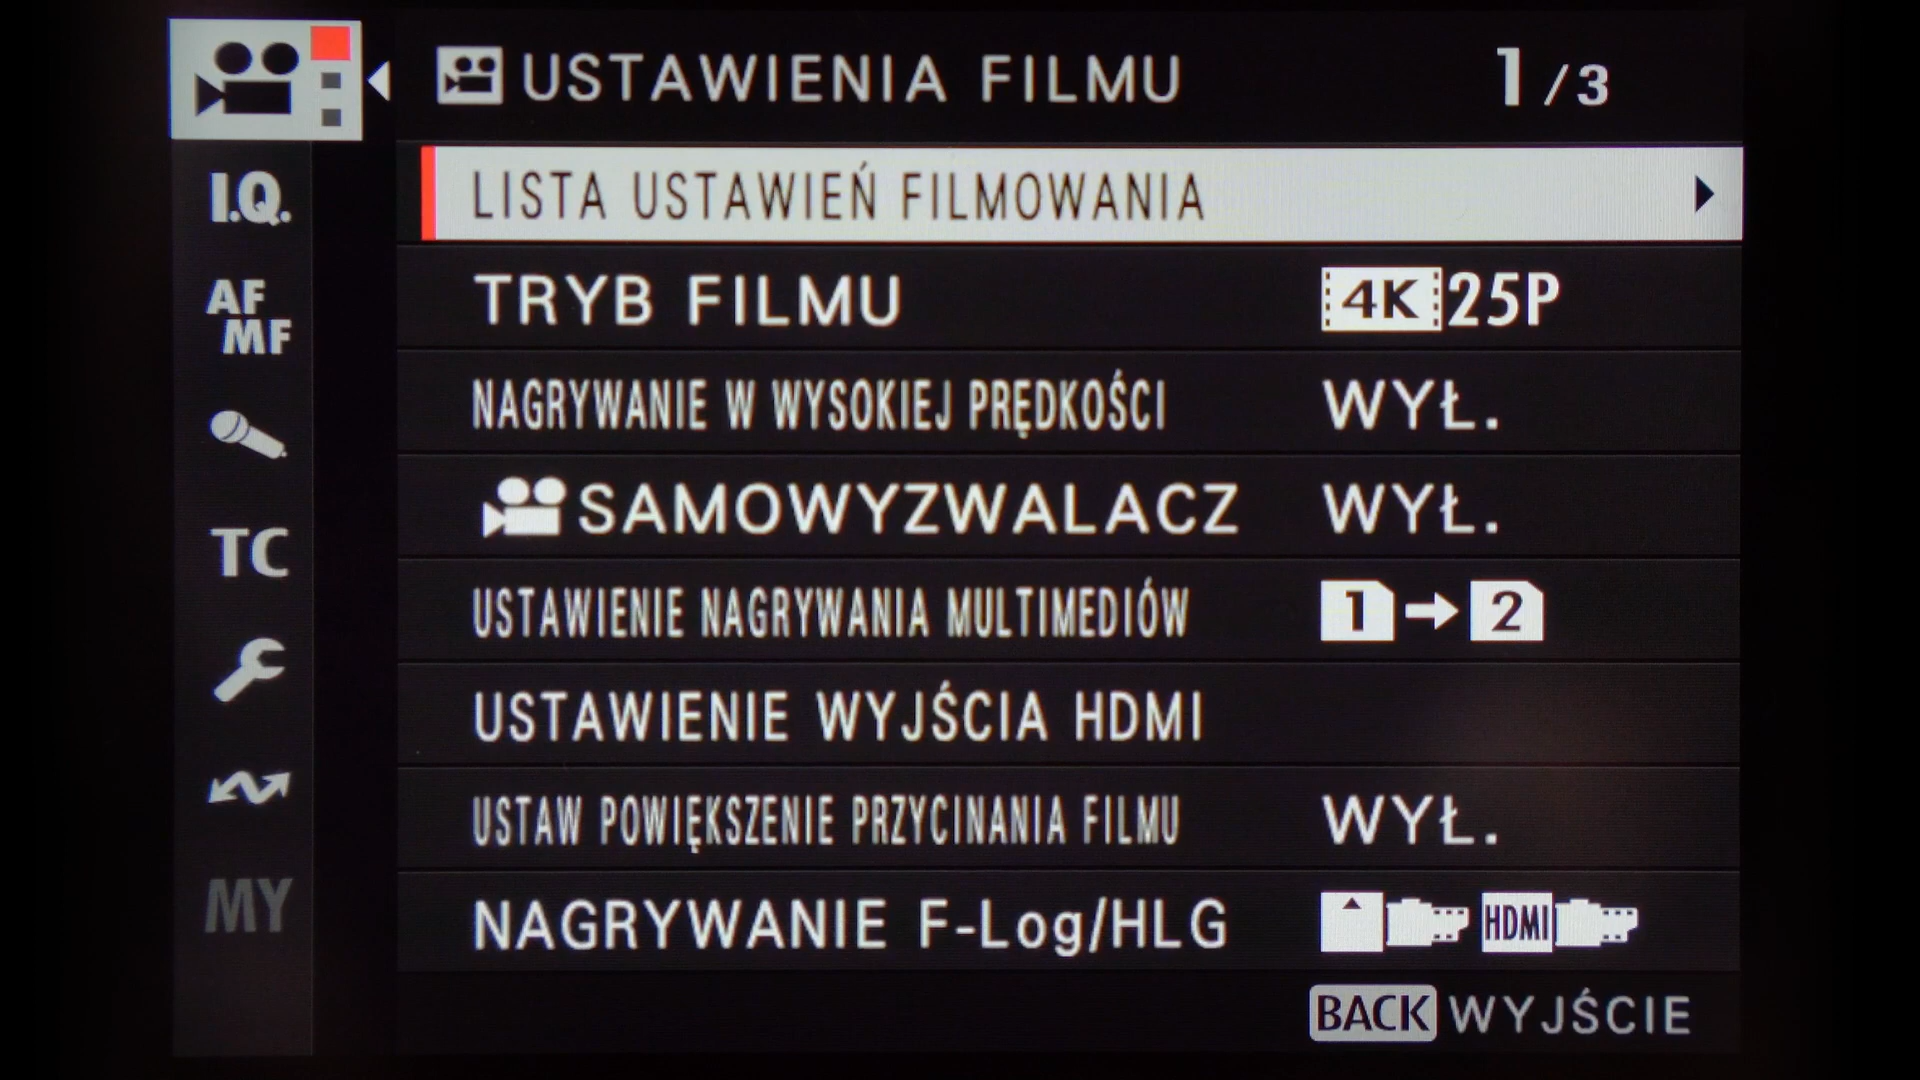 USTAWIENIA FILMU 1/3
I.Q.
AF
MF
TC
MY
LISTA USTAWIEŃ FILMOWANIA
TRYB FILMU 4K 25P
NAGRYWANIE W WYSOKIEJ PRĘDKOŚCI WYŁ.
SAMOWYZWALACZ WYŁ.
USTAWIENIE NAGRYWANIA MULTIMEDIÓW 1 → 2
USTAWIENIE WYJŚCIA HDMI
USTAW POWIĘKSZENIE PRZYCINANIA FILMU WYŁ.
NAGRYWANIE F-Log/HLG HDMI
BACK WYJŚCIE